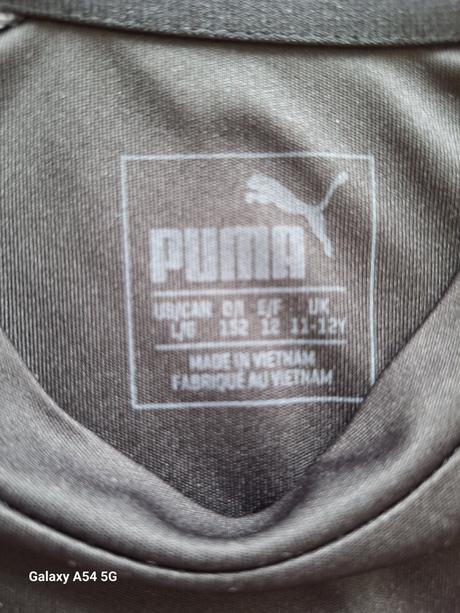 PUMA
US/CAN D/I E/F UK
L/G 152 12 11-12Y
MADE IN VIETNAM
FABRIQUÉ AU VIETNAM
Galaxy A54 5G